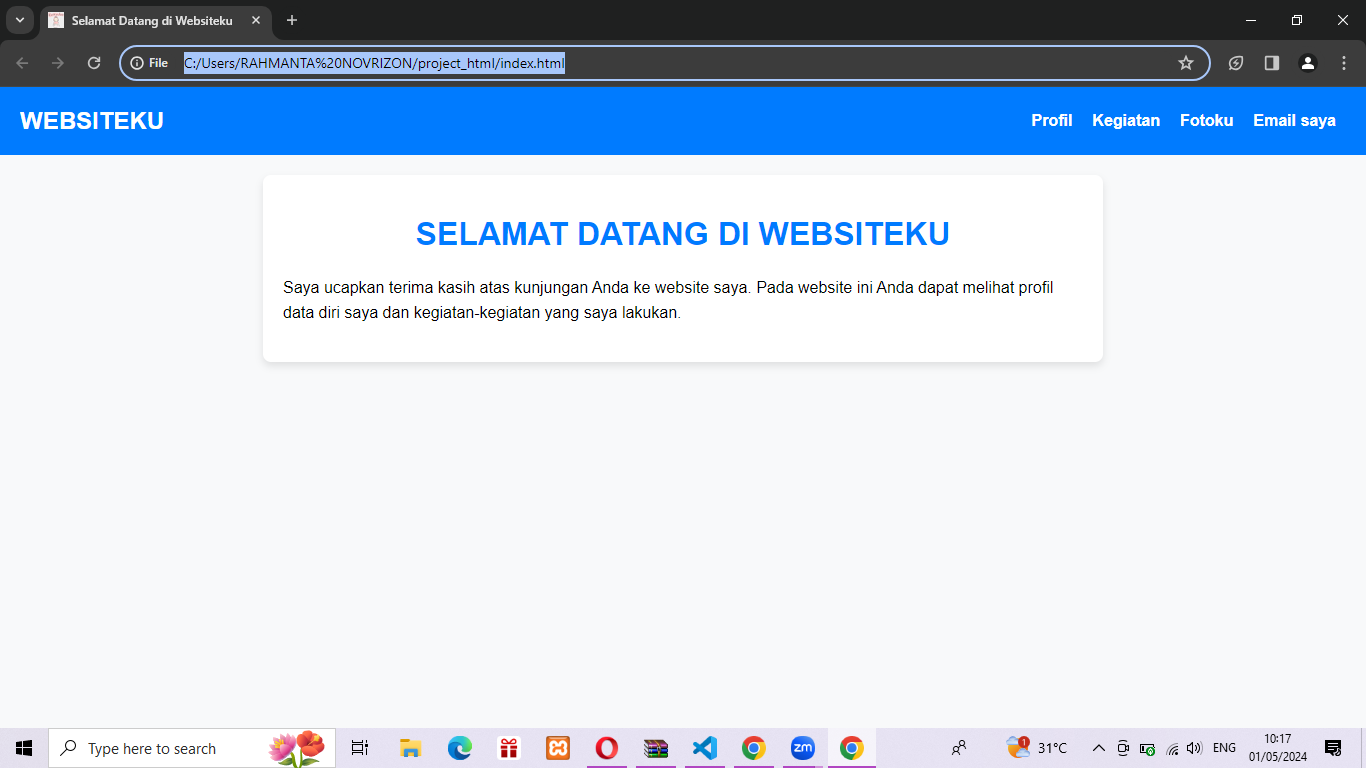 Selamat Datang di Websiteku
File C:/Users/RAHMANTA%20NOVRIZON/project_html/index.html
WEBSITEKU
Profil Kegiatan Fotoku Email saya
SELAMAT DATANG DI WEBSITEKU
Saya ucapkan terima kasih atas kunjungan Anda ke website saya. Pada website ini Anda dapat melihat profil
data diri saya dan kegiatan-kegiatan yang saya lakukan.
Type here to search
zm
1
31°C
ENG
10:17
01/05/2024